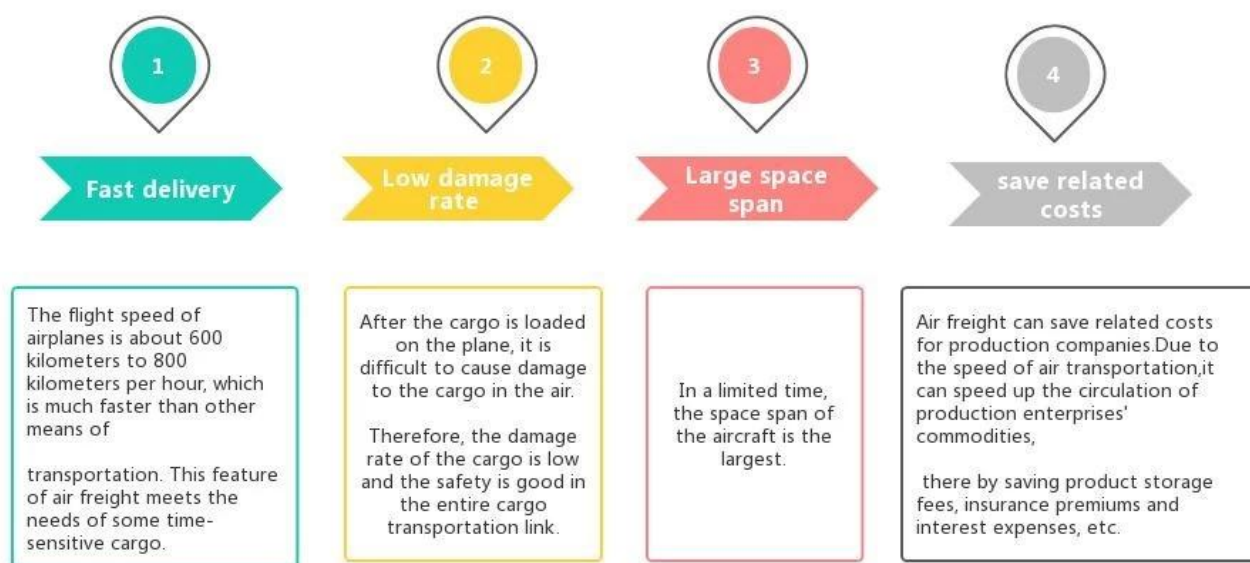 1
2
3
4
Fast delivery
Low damage
rate
Large space
span
save related
costs
The flight speed of
airplanes is about 600
kilometers to 800
kilometers per hour, which
is much faster than other
means of
transportation. This feature
of air freight meets the
needs of some time-
sensitive cargo.
After the cargo is loaded
on the plane, it is
difficult to cause damage
to the cargo in the air.
Therefore, the damage
rate of the cargo is low
and the safety is good in
the entire cargo
transportation link.
In a limited time,
the space span of
the aircraft is the
largest.
Air freight can save related costs
for production companies.Due to
the speed of air transportation,it
can speed up the circulation of
production enterprises'
commodities,
there by saving product storage
fees, insurance premiums and
interest expenses, etc.